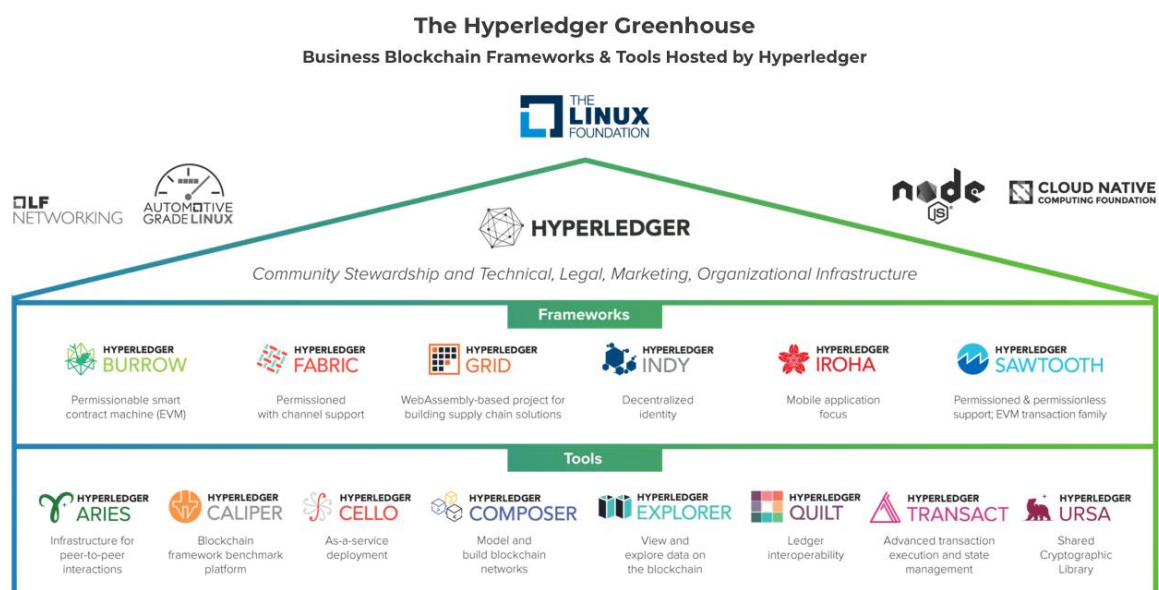 The Hyperledger Greenhouse
Business Blockchain Frameworks & Tools Hosted by Hyperledger
THE
LINUX
FOUNDATION
LF
NETWORKING
AUTOMOTIVE
GRADE LINUX
node
JS
CLOUD NATIVE
COMPUTING FOUNDATION
HYPERLEDGER
Community Stewardship and Technical, Legal, Marketing, Organizational Infrastructure
Frameworks
HYPERLEDGER
BURROW
Permissionable smart
contract machine (EVM)
HYPERLEDGER
FABRIC
Permissioned
with channel support
HYPERLEDGER
GRID
WebAssembly-based project for
building supply chain solutions
HYPERLEDGER
INDY
Decentralized
identity
HYPERLEDGER
IROHA
Mobile application
focus
HYPERLEDGER
SAWTOOTH
Permissioned & permissionless
support; EVM transaction family
Tools
HYPERLEDGER
ARIES
Infrastructure for
peer-to-peer
interactions
HYPERLEDGER
CALIPER
Blockchain
framework benchmark
platform
HYPERLEDGER
CELLO
As-a-service
deployment
HYPERLEDGER
COMPOSER
Model and
build blockchain
networks
HYPERLEDGER
EXPLORER
View and
explore data on
the blockchain
HYPERLEDGER
QUILT
Ledger
interoperability
HYPERLEDGER
TRANSACT
Advanced transaction
execution and state
management
HYPERLEDGER
URSA
Shared
Cryptographic
Library